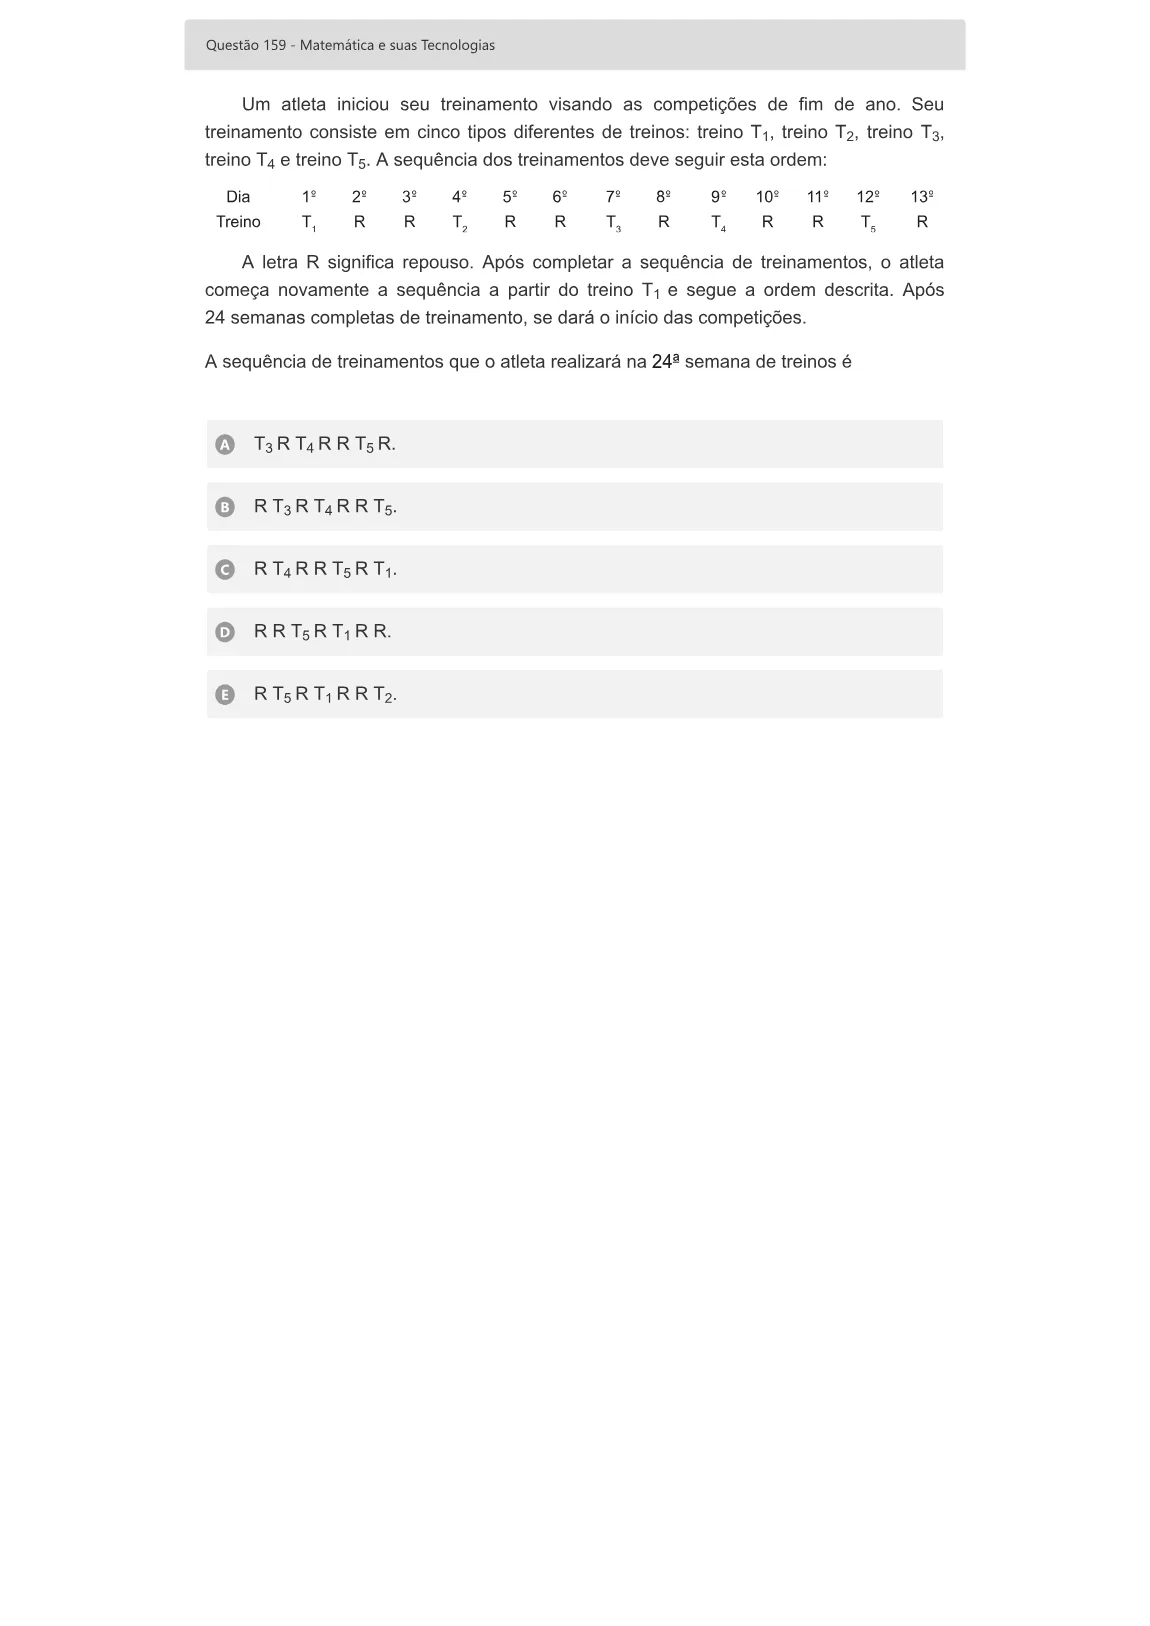 Questão 159 - Matemática e suas Tecnologias
Um atleta iniciou seu treinamento visando as competições de fim de ano. Seu
treinamento consiste em cinco tipos diferentes de treinos: treino T1, treino T2, treino T3,
treino T4 e treino T5. A sequência dos treinamentos deve seguir esta ordem:
Dia 1º 2º 3º 4º 5º 6º 7º 8º 9º 10º 11º 12º 13º
Treino T1 R R T2 R R T3 R T4 R R T5 R
A letra R significa repouso. Após completar a sequência de treinamentos, o atleta
começa novamente a sequência a partir do treino T1 e segue a ordem descrita. Após
24 semanas completas de treinamento, se dará o início das competições.
A sequência de treinamentos que o atleta realizará na 24ª semana de treinos é
A T3 R T4 R R T5 R.
B R T3 R T4 R R T5.
C R T4 R R T5 R T1.
D R R T5 R T1 R R.
E R T5 R T1 R R T2.